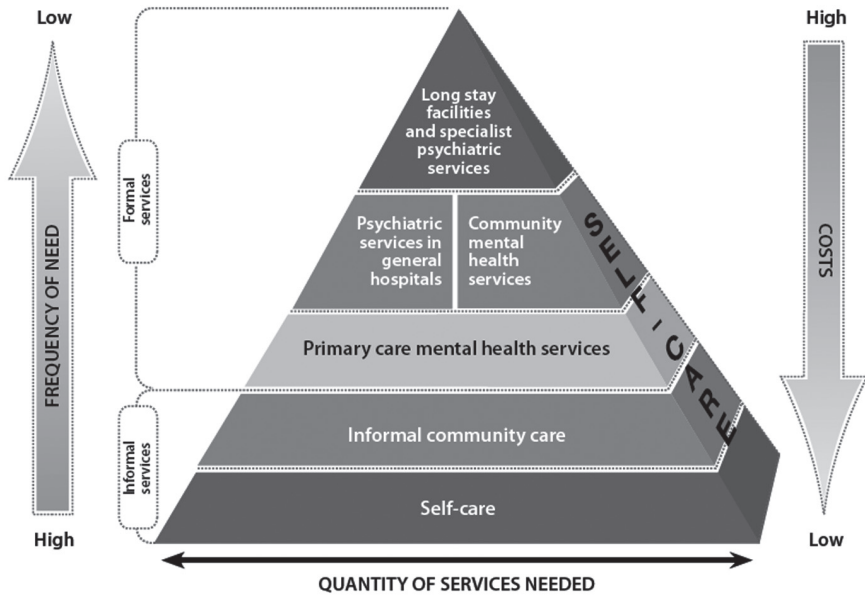 Low
High
Long stay
facilities
and specialist
psychiatric
services
Formal
services
Psychiatric
services in
general
hospitals
Community
mental
health
services
SELF-CARE
FREQUENCY OF NEED
COSTS
Primary care mental health services
Informal
services
Informal community care
Self-care
High
Low
QUANTITY OF SERVICES NEEDED